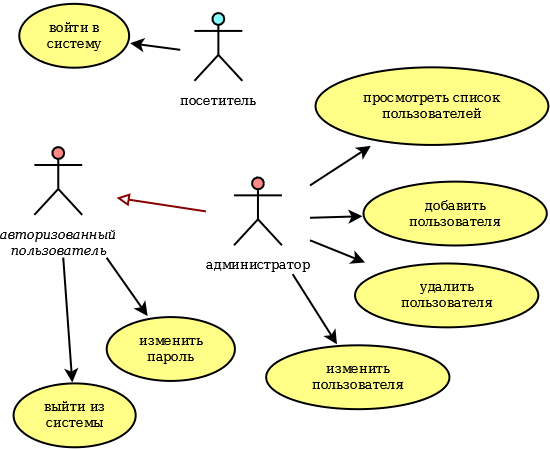 войти в
систему
посетитель
просмотреть список
пользователей
авторизованный
пользователь
администратор
добавить
пользователя
удалить
пользователя
изменить
пароль
изменить
пользователя
выйти из
системы